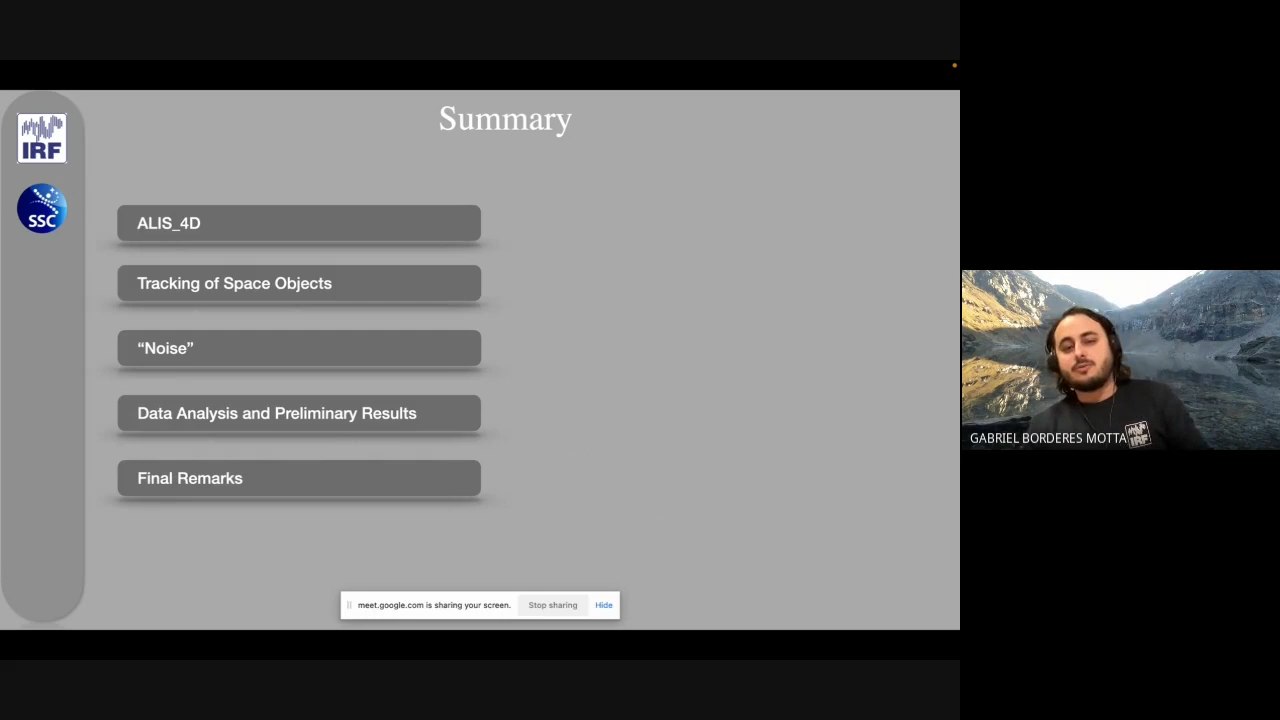 Summary
IRF
SSC
ALIS_4D
Tracking of Space Objects
“Noise”
Data Analysis and Preliminary Results
Final Remarks
meet.google.com is sharing your screen.
Stop sharing
Hide
GABRIEL BORDERES MOTTA
IRF